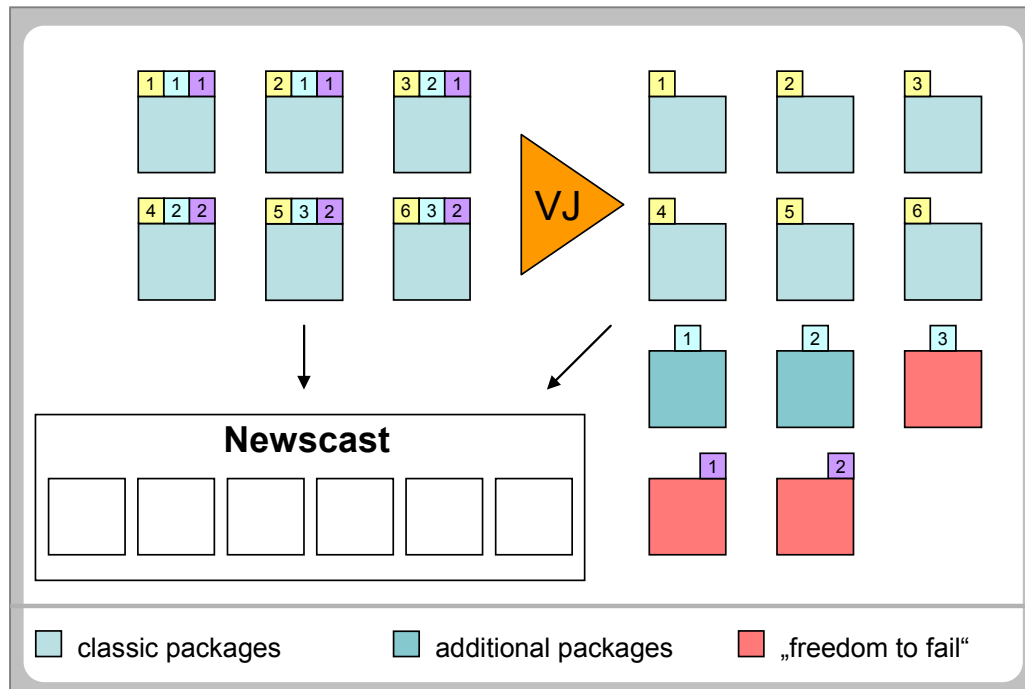 1 1 1 2 1 1 3 2 1 1 2 3
VJ
4 2 2 5 3 2 6 3 2 4 5 6
1 2 3
Newscast
1 2
classic packages additional packages „freedom to fail“